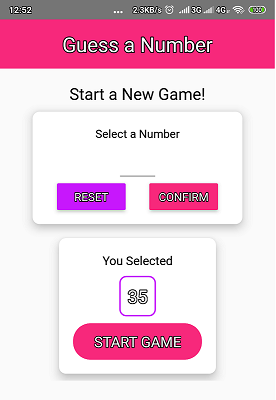 12:52 ... 2.3KB/s 3G 4G 100
Guess a Number
Start a New Game!
Select a Number
RESET CONFIRM
You Selected
35
START GAME